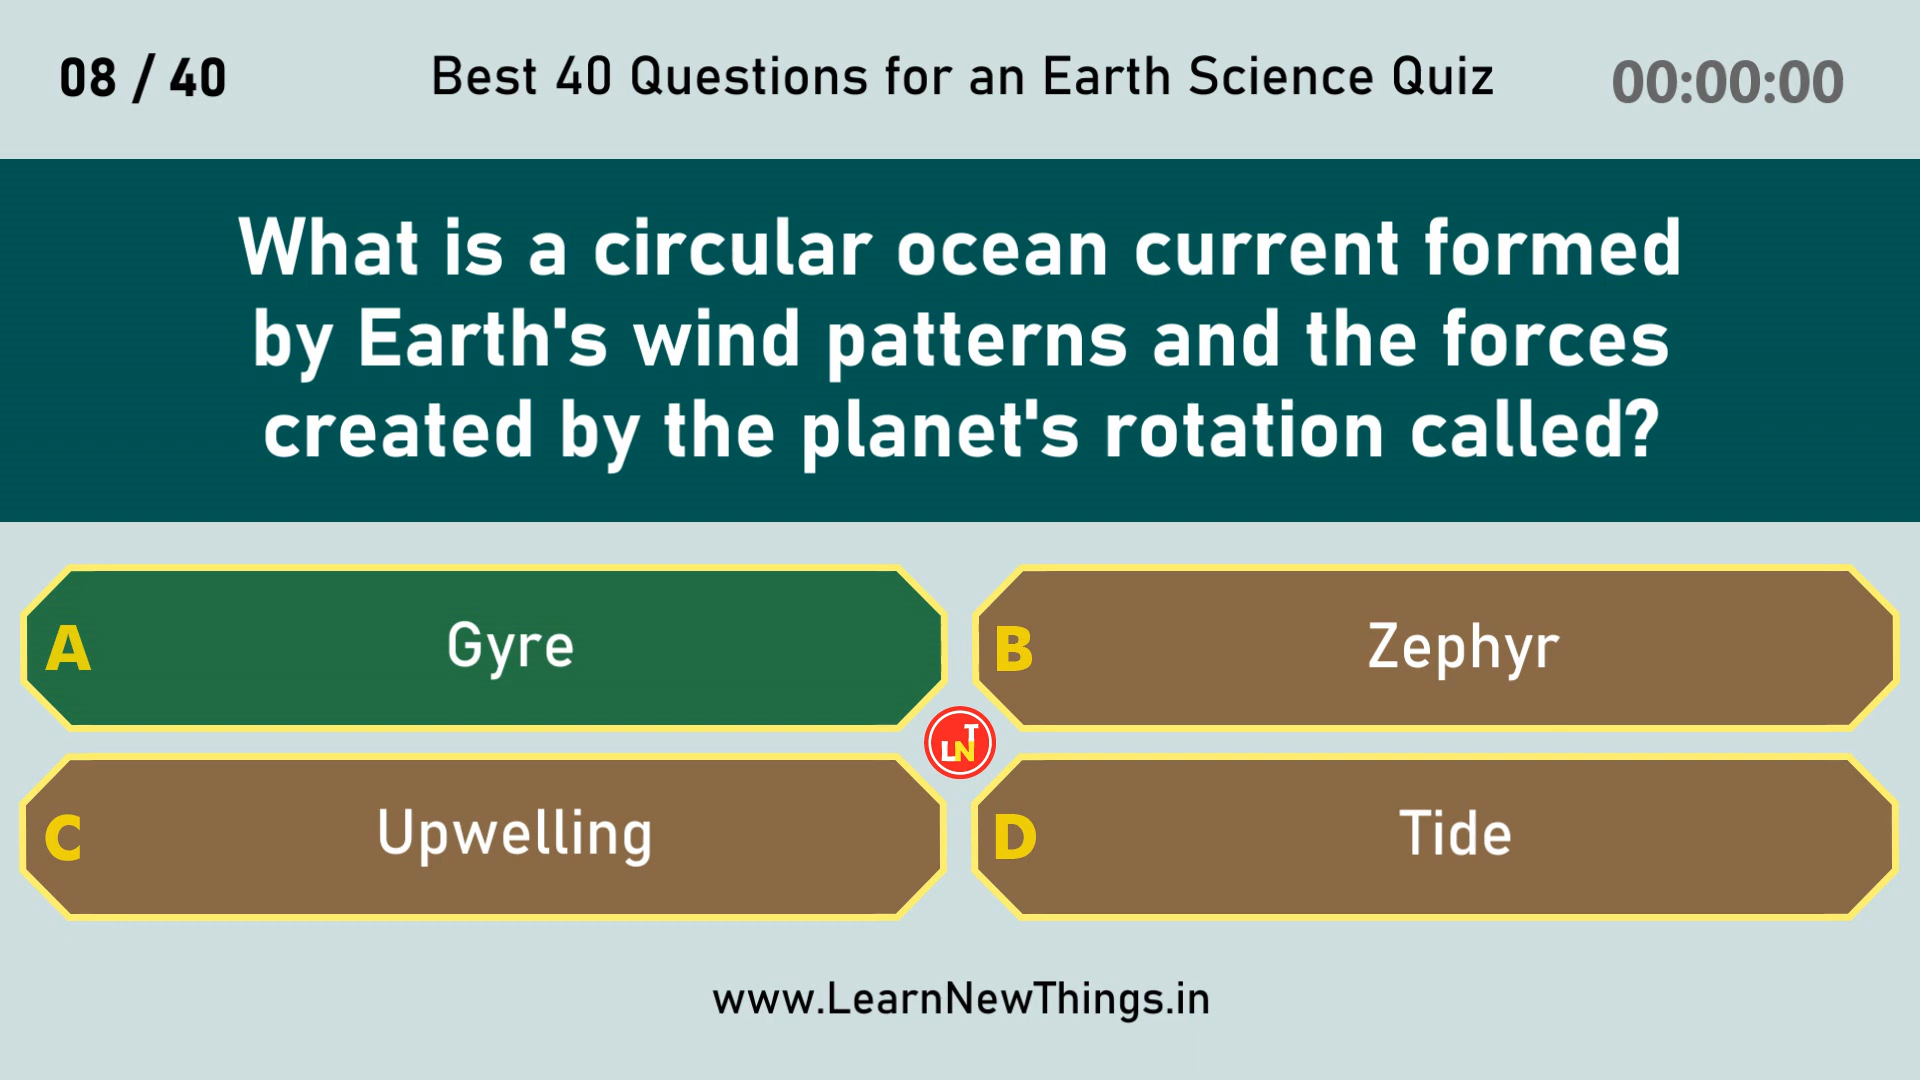 08 / 40
Best 40 Questions for an Earth Science Quiz
00:00:00
What is a circular ocean current formed
by Earth's wind patterns and the forces
created by the planet's rotation called?
A Gyre
B Zephyr
C Upwelling
D Tide
LNT
www.LearnNewThings.in